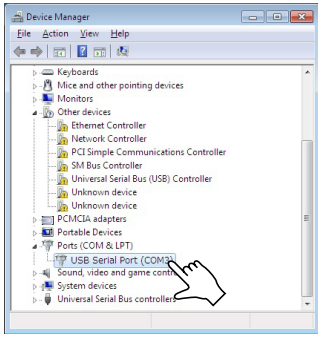 Device Manager
File Action View Help
Keyboards
Mice and other pointing devices
Monitors
Other devices
Ethernet Controller
Network Controller
PCI Simple Communications Controller
SM Bus Controller
Universal Serial Bus (USB) Controller
Unknown device
Unknown device
PCMCIA adapters
Portable Devices
Ports (COM & LPT)
USB Serial Port (COM3)
Sound, video and game contr
System devices
Universal Serial Bus controllers